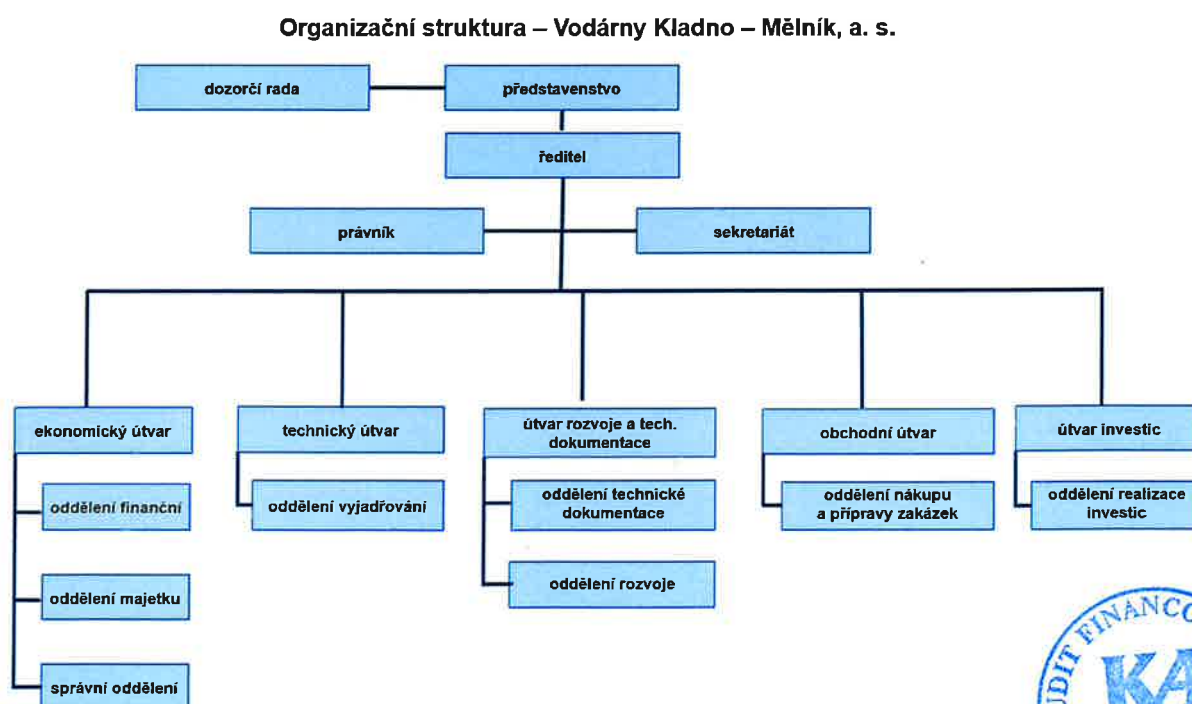 Organizační struktura – Vodárny Kladno – Mělník, a. s.
dozorčí rada
představenstvo
ředitel
právník
sekretariát
ekonomický útvar
technický útvar
útvar rozvoje a tech.
dokumentace
obchodní útvar
útvar investic
oddělení finanční
oddělení vyjadřování
oddělení technické
dokumentace
oddělení nákupu
a přípravy zakázek
oddělení realizace
investic
oddělení majetku
oddělení rozvoje
správní oddělení
FINANCO
KA